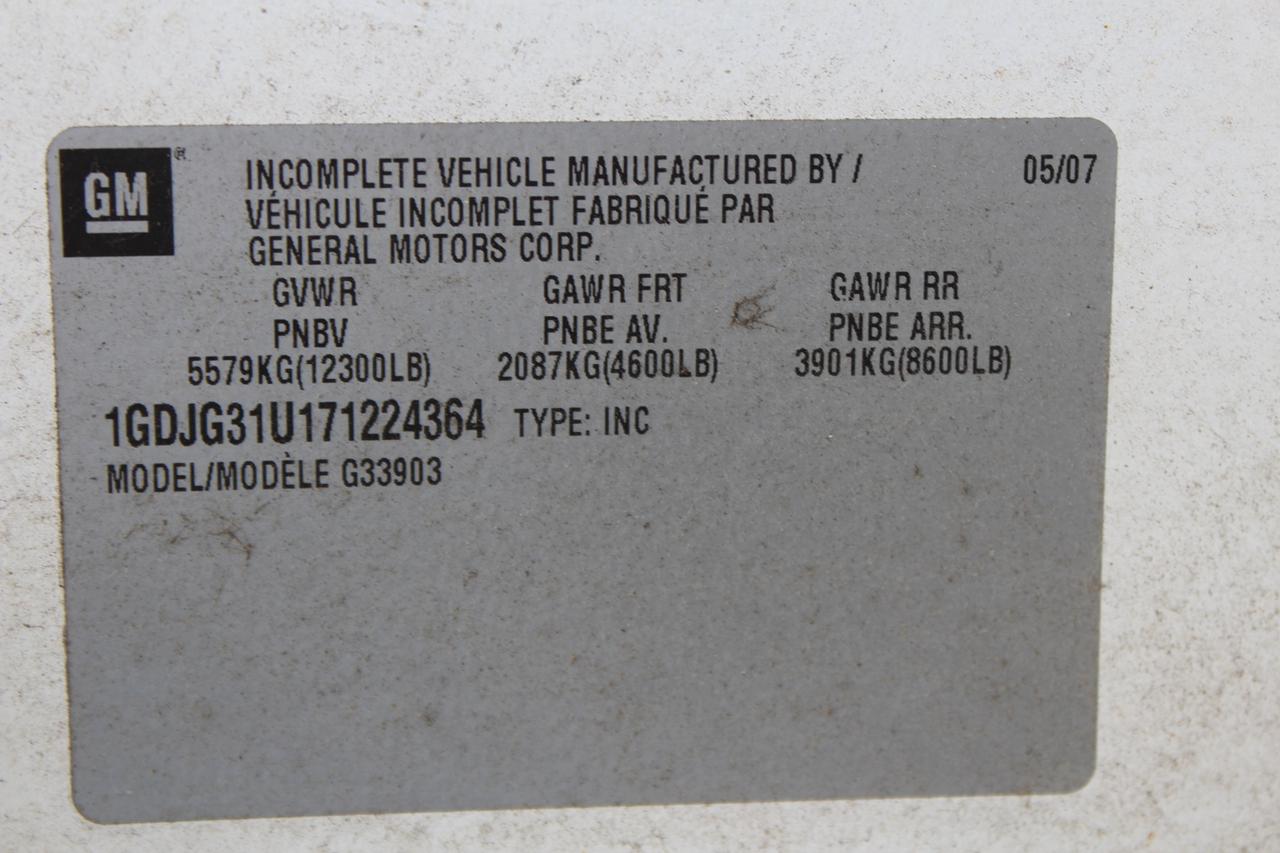 GM ®
INCOMPLETE VEHICLE MANUFACTURED BY / 05/07
VÉHICULE INCOMPLET FABRIQUÉ PAR
GENERAL MOTORS CORP.
GVWR GAWR FRT GAWR RR
PNBV PNBE AV. PNBE ARR.
5579KG(12300LB) 2087KG(4600LB) 3901KG(8600LB)
1GDJG31U171224364 TYPE: INC
MODEL/MODÈLE G33903